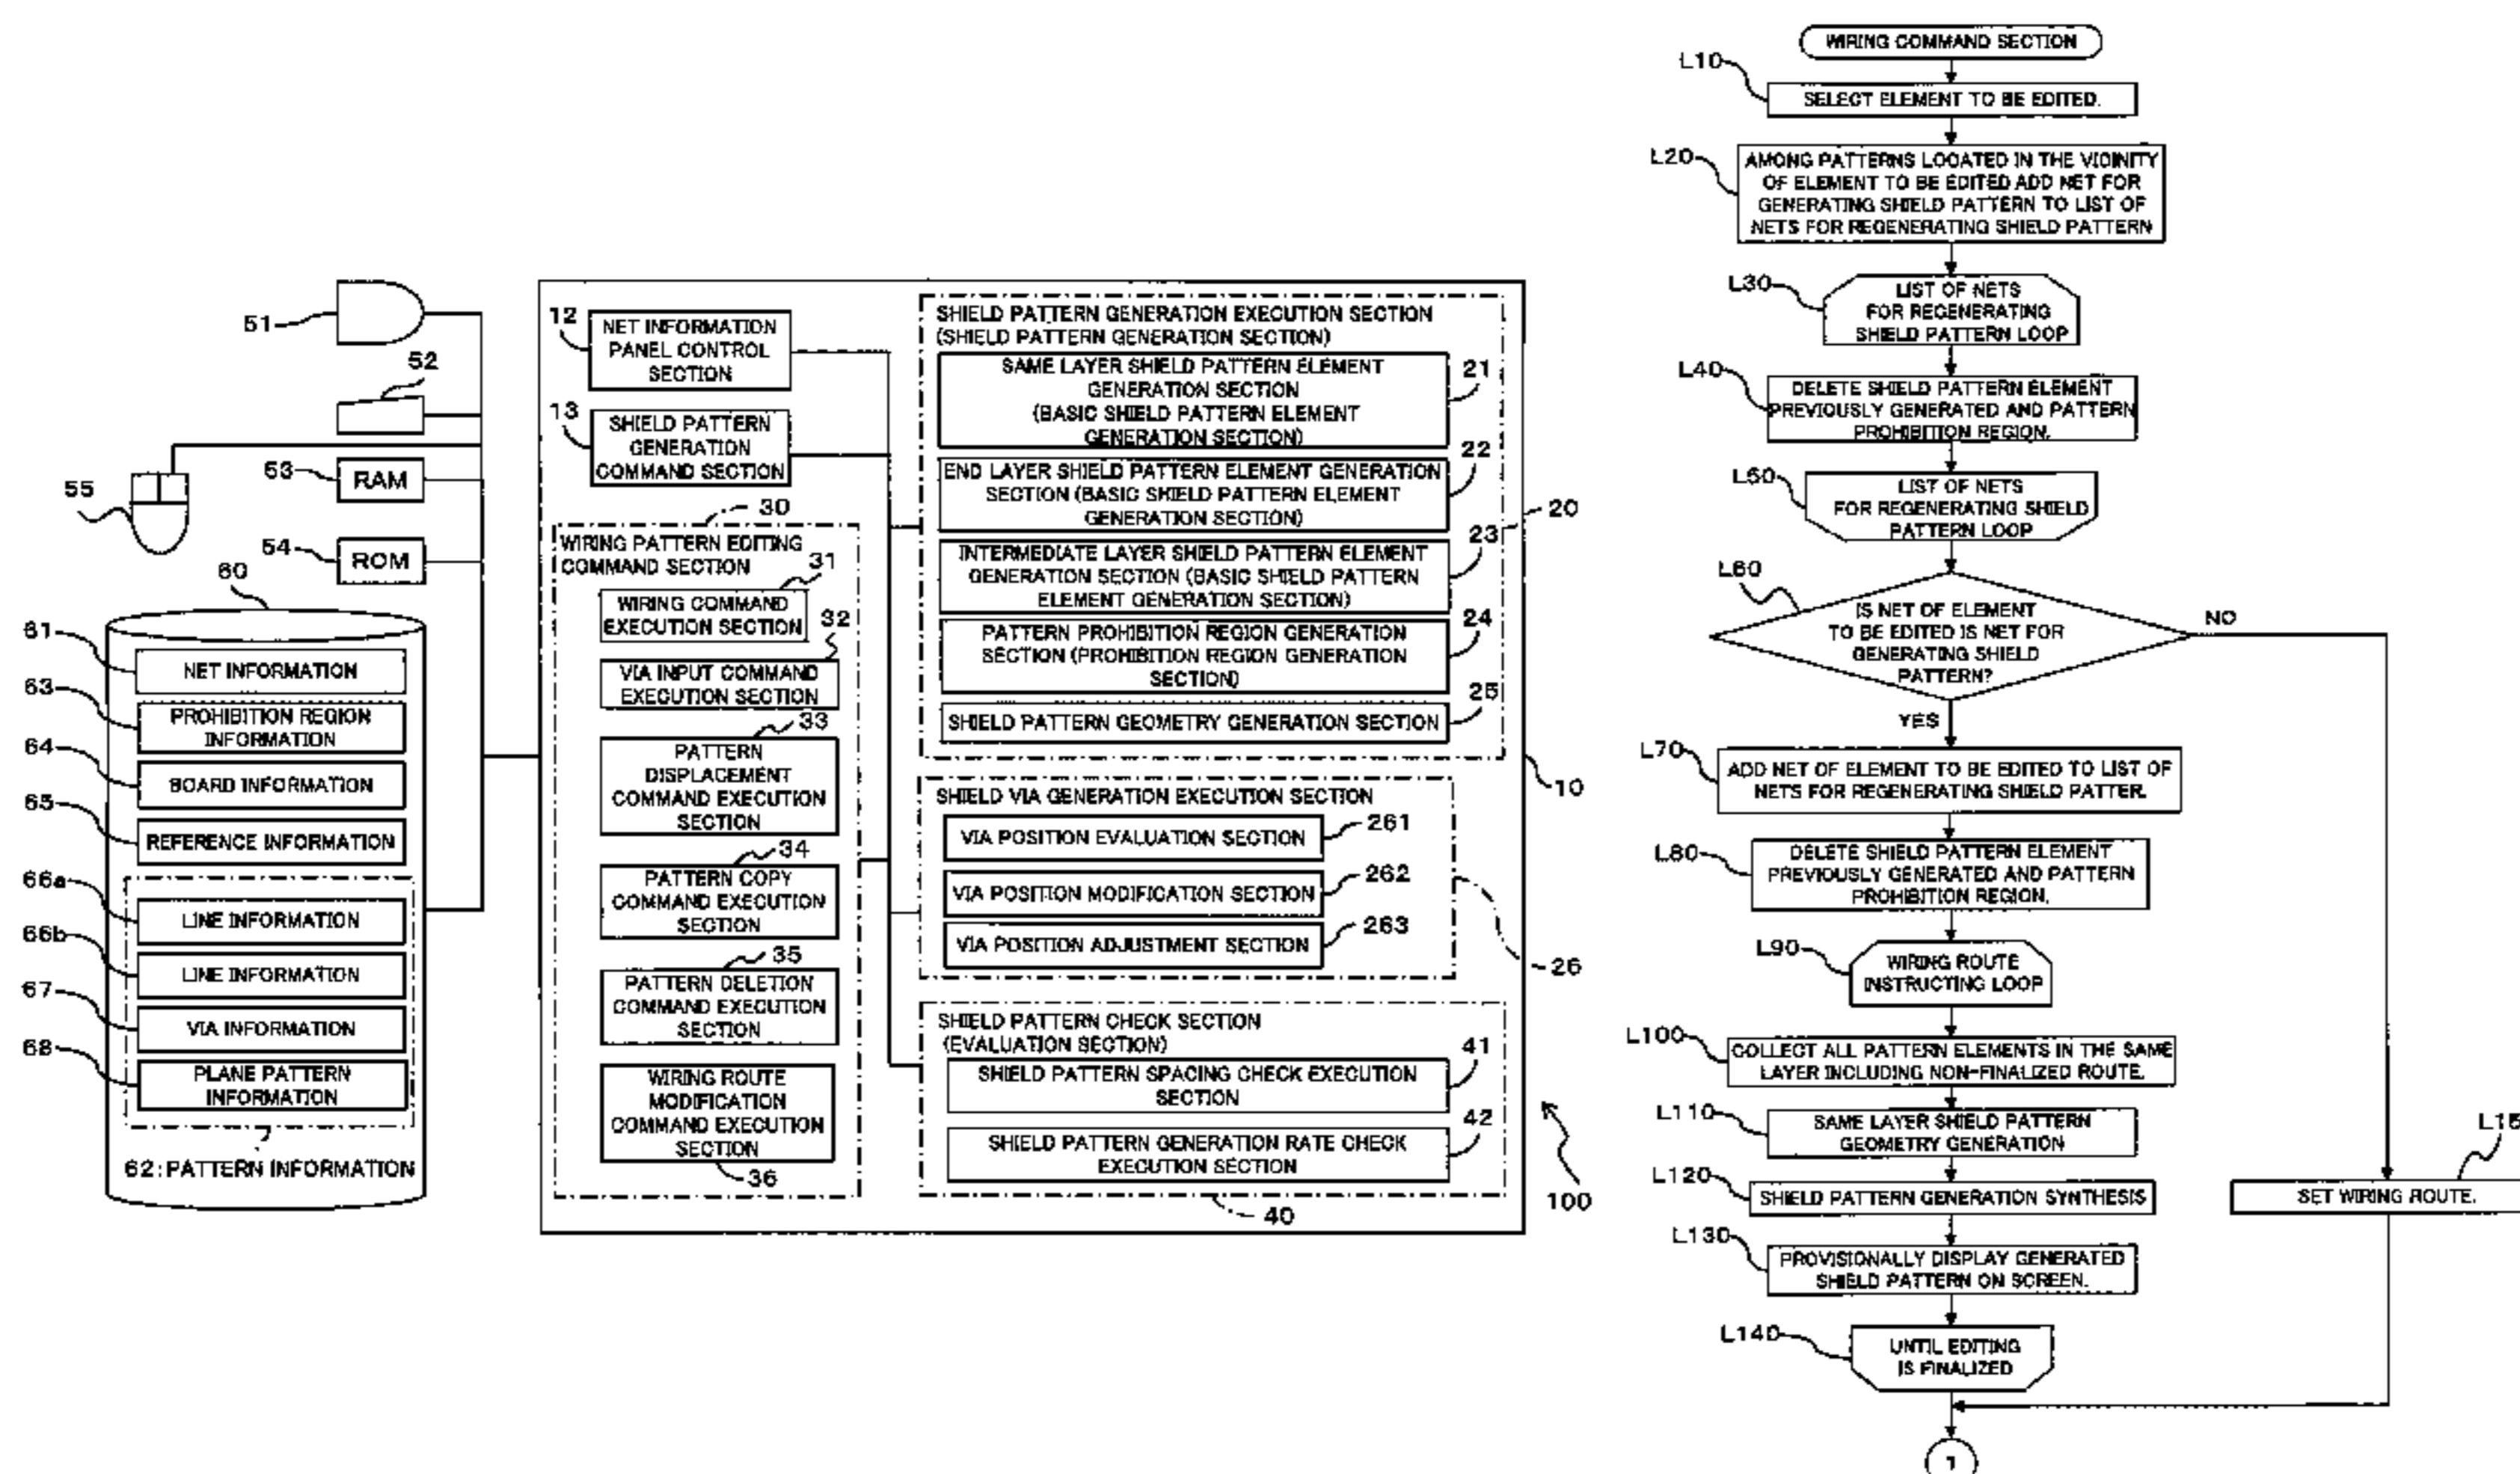 51
52
55
53
RAM
54
ROM
60
61
NET INFORMATION
63
PROHIBITION REGION
INFORMATION
64
BOARD INFORMATION
65
REFERENCE INFORMATION
66a
LINE INFORMATION
66b
LINE INFORMATION
67
VIA INFORMATION
68
PLANE PATTERN
INFORMATION
62:PATTERN INFORMATION
12
NET INFORMATION
PANEL CONTROL
SECTION
13
SHIELD PATTERN
GENERATION
COMMAND SECTION
30
WIRING PATTERN EDITING
COMMAND SECTION
31
WIRING COMMAND
EXECUTION SECTION
32
VIA INPUT COMMAND
EXECUTION SECTION
33
PATTERN
DISPLACEMENT
COMMAND EXECUTION
SECTION
34
PATTERN COPY
COMMAND EXECUTION
SECTION
35
PATTERN DELETION
COMMAND EXECUTION
SECTION
WIRING ROUTE
MODIFICATION
COMMAND EXECUTION
SECTION
36
SHIELD PATTERN GENERATION EXECUTION SECTION
(SHIELD PATTERN GENERATION SECTION)
SAME LAYER SHIELD PATTERN ELEMENT
GENERATION SECTION
(BASIC SHIELD PATTERN ELEMENT
GENERATION SECTION)
21
END LAYER SHIELD PATTERN ELEMENT GENERATION
SECTION (BASIC SHIELD PATTERN ELEMENT
GENERATION SECTION)
22
INTERMEDIATE LAYER SHIELD PATTERN ELEMENT
GENERATION SECTION (BASIC SHIELD PATTERN
ELEMENT GENERATION SECTION)
23
PATTERN PROHIBITION REGION GENERATION
SECTION (PROHIBITION REGION GENERATION
SECTION)
24
SHIELD PATTERN GEOMETRY GENERATION SECTION
25
20
10
SHIELD VIA GENERATION EXECUTION SECTION
VIA POSITION EVALUATION SECTION
261
VIA POSITION MODIFICATION SECTION
262
VIA POSITION ADJUSTMENT SECTION
263
26
SHIELD PATTERN CHECK SECTION
(EVALUATION SECTION)
SHIELD PATTERN SPACING CHECK EXECUTION
SECTION
41
SHIELD PATTERN GENERATION RATE CHECK
EXECUTION SECTION
42
40
100
WIRING COMMAND SECTION
L10
SELECT ELEMENT TO BE EDITED.
L20
AMONG PATTERNS LOCATED IN THE VICINITY
OF ELEMENT TO BE EDITED ADD NET FOR
GENERATING SHIELD PATTERN TO LIST OF
NETS FOR REGENERATING SHIELD PATTERN
L30
LIST OF NETS
FOR REGENERATING
SHIELD PATTERN LOOP
L40
DELETE SHIELD PATTERN ELEMENT
PREVIOUSLY GENERATED AND PATTERN
PROHIBITION REGION.
L50
LIST OF NETS
FOR REGENERATING SHIELD
PATTERN LOOP
L60
IS NET OF ELEMENT
TO BE EDITED IS NET FOR
GENERATING SHIELD
PATTERN?
NO
YES
L70
ADD NET OF ELEMENT TO BE EDITED TO LIST OF
NETS FOR REGENERATING SHIELD PATTER.
L80
DELETE SHIELD PATTERN ELEMENT
PREVIOUSLY GENERATED AND PATTERN
PROHIBITION REGION.
L90
WIRING ROUTE
INSTRUCTING LOOP
L100
COLLECT ALL PATTERN ELEMENTS IN THE SAME
LAYER INCLUDING NON-FINALIZED ROUTE.
L110
SAME LAYER SHIELD PATTERN
GEOMETRY GENERATION
L120
SHIELD PATTERN GENERATION SYNTHESIS
L130
PROVISIONALLY DISPLAY GENERATED
SHIELD PATTERN ON SCREEN.
L140
UNTIL EDITING
IS FINALIZED
SET WIRING ROUTE.
1